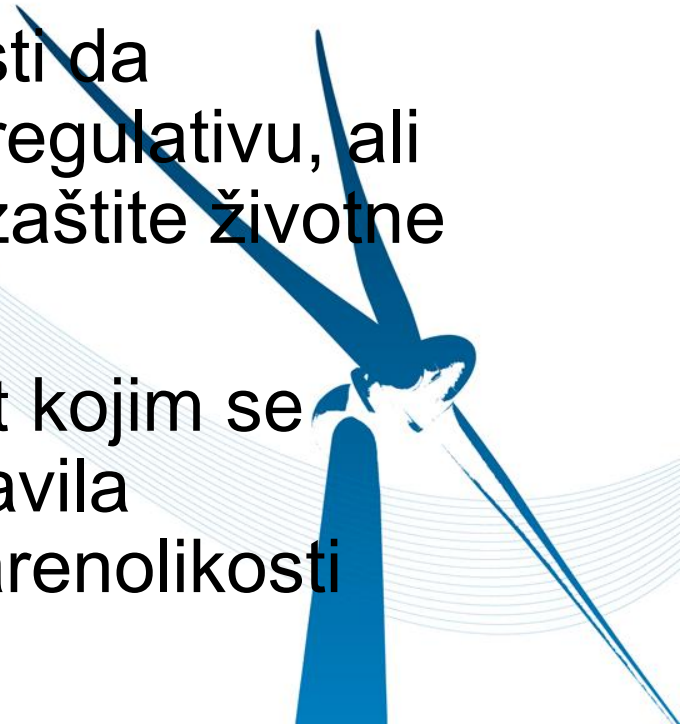 sti da
regulativu, ali
zaštite životne
t kojim se
avila
arenolikosti